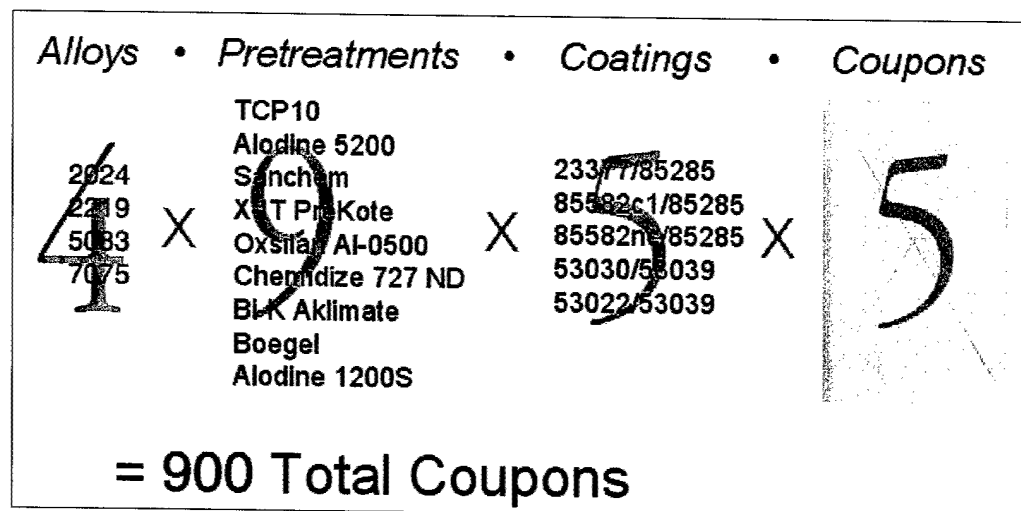 Alloys • Pretreatments • Coatings • Coupons
4 X 9 X 5 X 5
2024
2219
5083
7075
TCP10
Alodine 5200
Sanchem
X-IT PreKote
Oxsilan Al-0500
Chemidize 727 ND
Bi-K Aklimate
Boegel
Alodine 1200S
23377/85285
85582c1/85285
85582nc/85285
53030/53039
53022/53039
= 900 Total Coupons